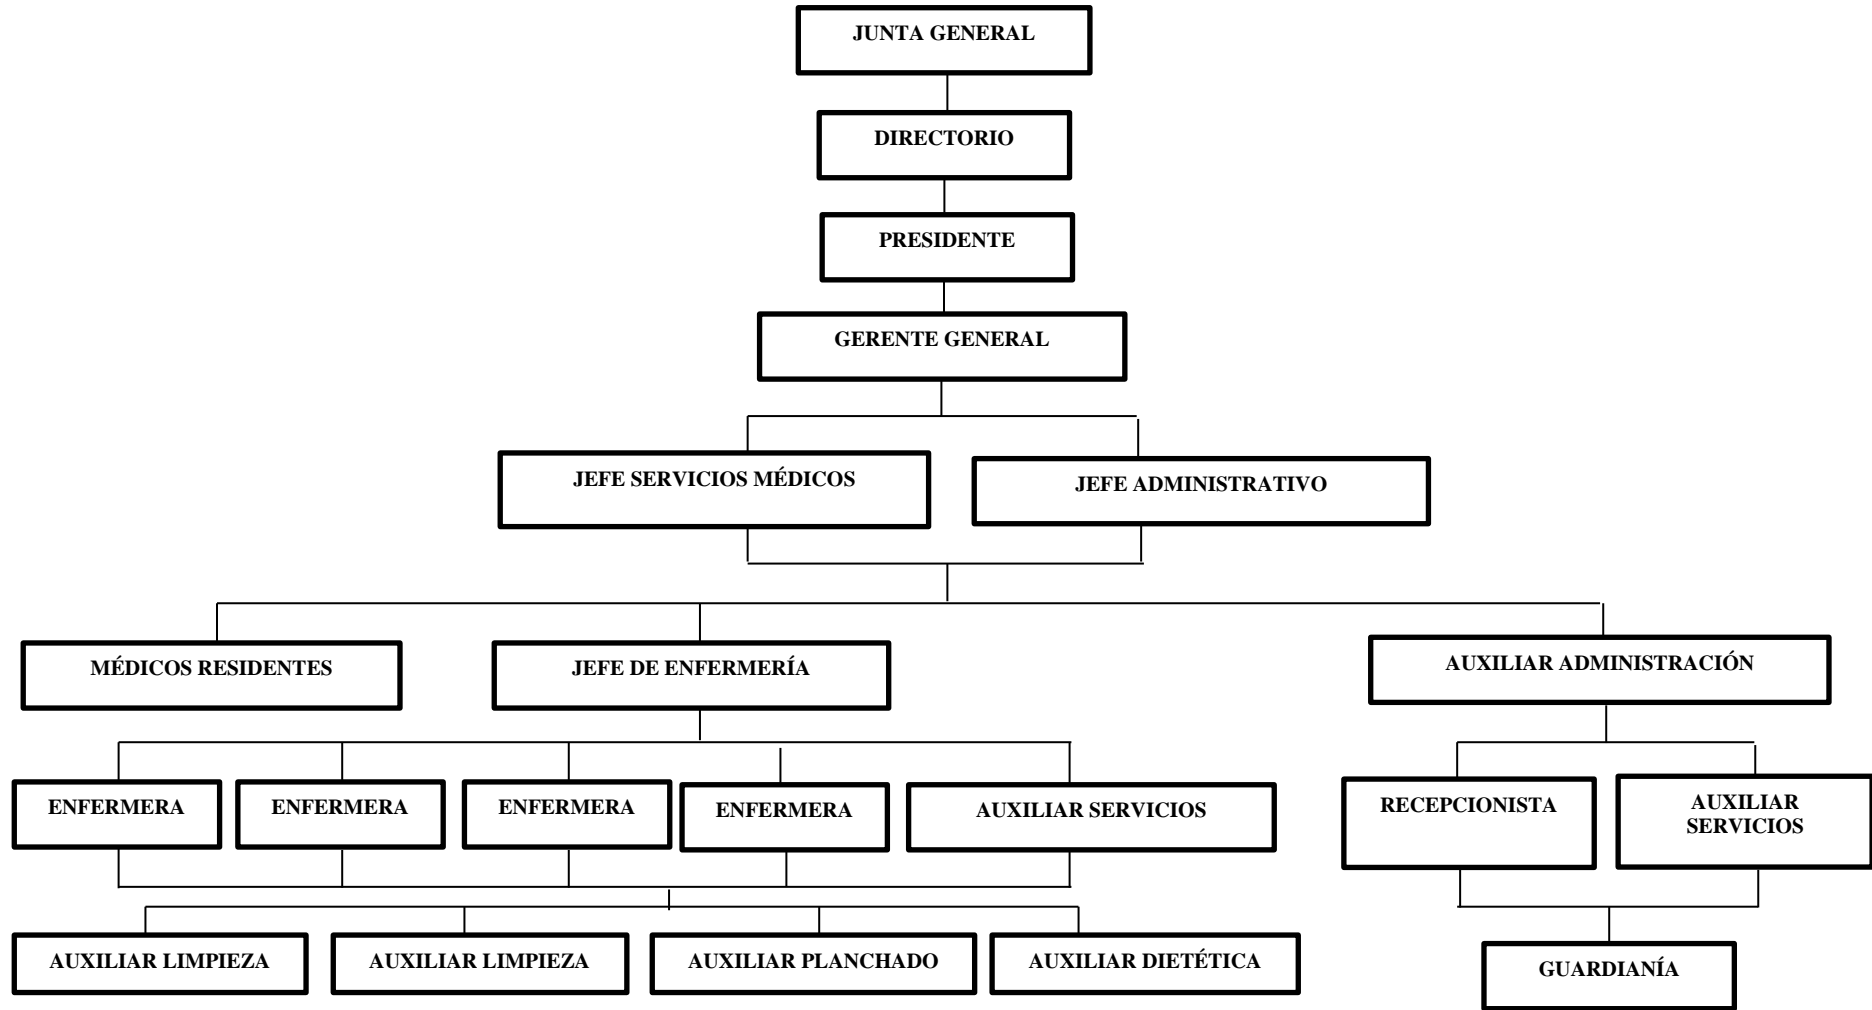 JUNTA GENERAL
DIRECTORIO
PRESIDENTE
GERENTE GENERAL
JEFE SERVICIOS MÉDICOS
JEFE ADMINISTRATIVO
MÉDICOS RESIDENTES
JEFE DE ENFERMERÍA
AUXILIAR ADMINISTRACIÓN
ENFERMERA
ENFERMERA
ENFERMERA
ENFERMERA
AUXILIAR SERVICIOS
RECEPCIONISTA
AUXILIAR
SERVICIOS
AUXILIAR LIMPIEZA
AUXILIAR LIMPIEZA
AUXILIAR PLANCHADO
AUXILIAR DIETÉTICA
GUARDIANÍA